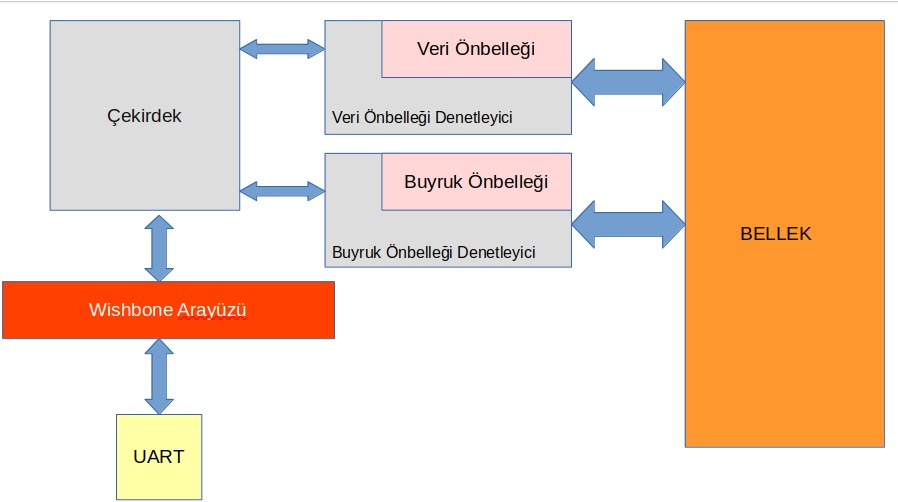 Çekirdek
Veri Önbelleği
Veri Önbelleği Denetleyici
Buyruk Önbelleği
Buyruk Önbelleği Denetleyici
BELLEK
Wishbone Arayüzü
UART